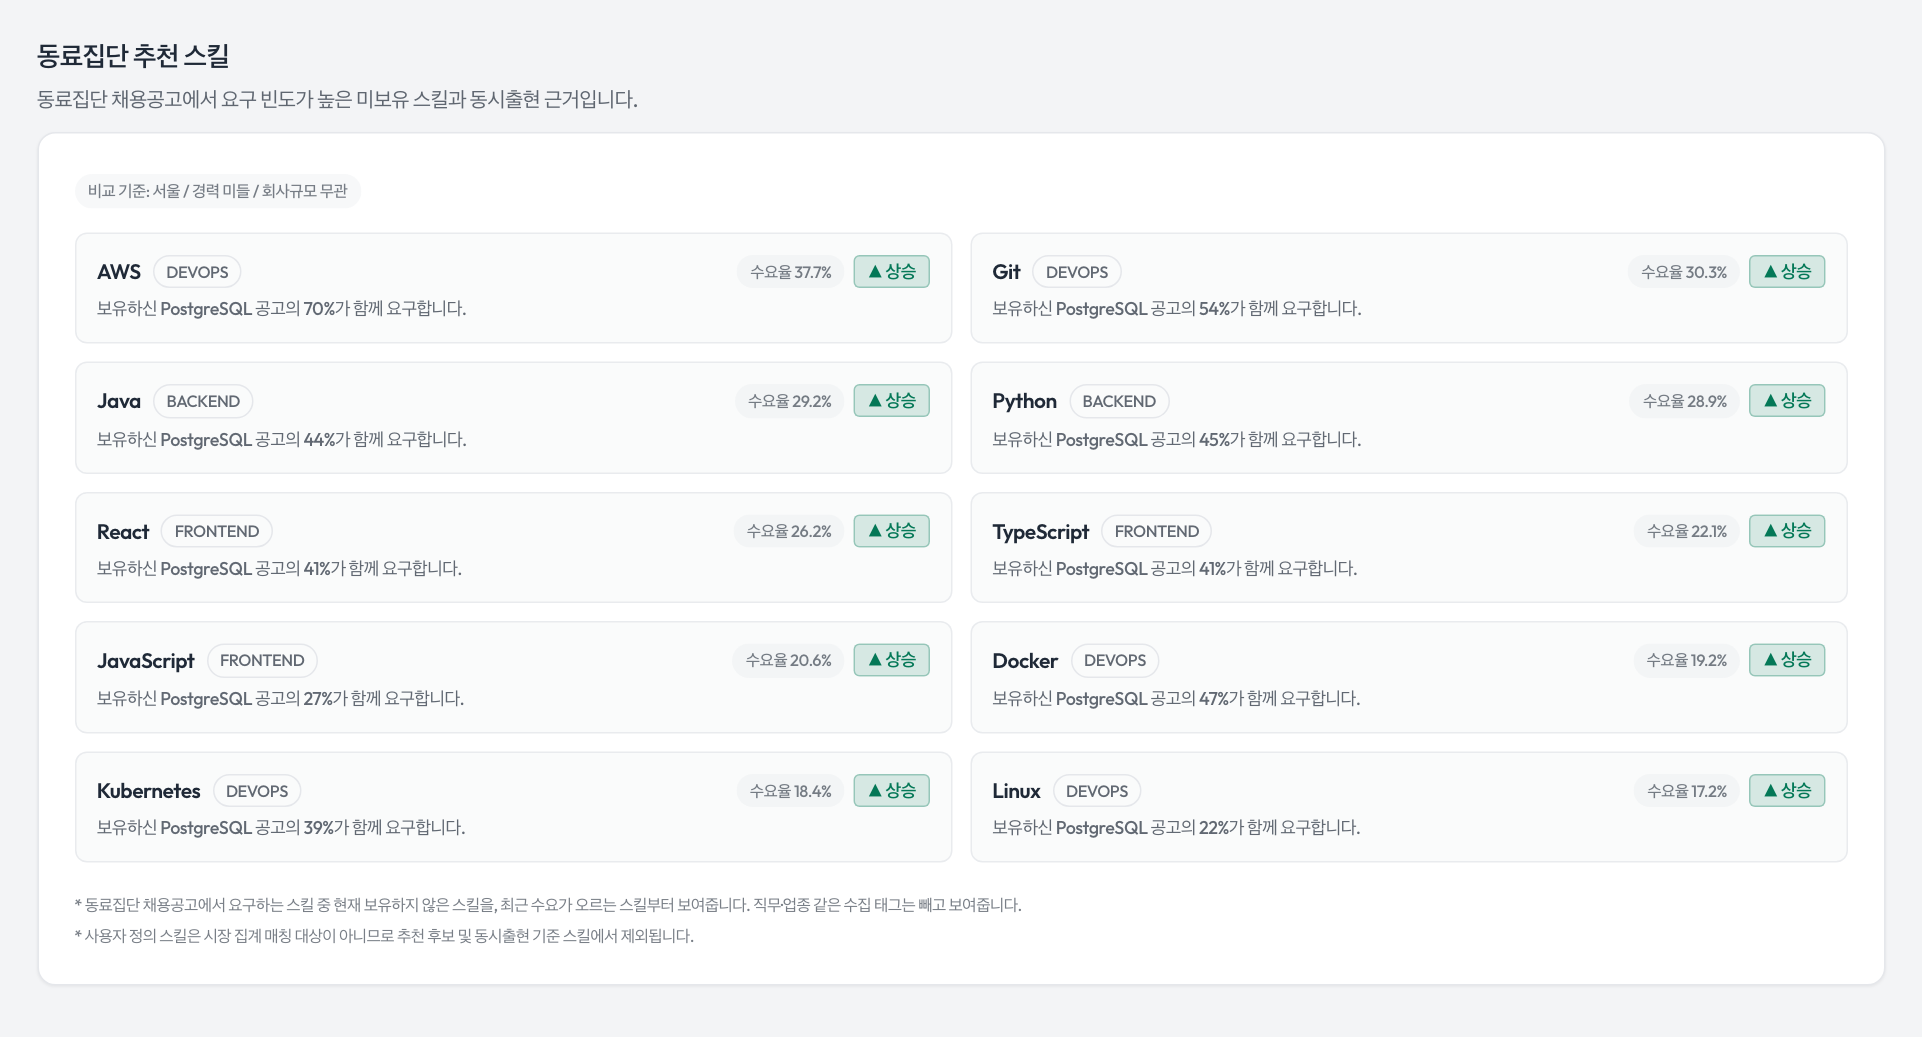 동료집단 추천 스킬
동료집단 채용공고에서 요구 빈도가 높은 미보유 스킬과 동시출현 근거입니다.
비교 기준: 서울 / 경력 미들 / 회사규모 무관
AWS DEVOPS 수요율 37.7% ▲ 상승
보유하신 PostgreSQL 공고의 70%가 함께 요구합니다.
Git DEVOPS 수요율 30.3% ▲ 상승
보유하신 PostgreSQL 공고의 54%가 함께 요구합니다.
Java BACKEND 수요율 29.2% ▲ 상승
보유하신 PostgreSQL 공고의 44%가 함께 요구합니다.
Python BACKEND 수요율 28.9% ▲ 상승
보유하신 PostgreSQL 공고의 45%가 함께 요구합니다.
React FRONTEND 수요율 26.2% ▲ 상승
보유하신 PostgreSQL 공고의 41%가 함께 요구합니다.
TypeScript FRONTEND 수요율 22.1% ▲ 상승
보유하신 PostgreSQL 공고의 41%가 함께 요구합니다.
JavaScript FRONTEND 수요율 20.6% ▲ 상승
보유하신 PostgreSQL 공고의 27%가 함께 요구합니다.
Docker DEVOPS 수요율 19.2% ▲ 상승
보유하신 PostgreSQL 공고의 47%가 함께 요구합니다.
Kubernetes DEVOPS 수요율 18.4% ▲ 상승
보유하신 PostgreSQL 공고의 39%가 함께 요구합니다.
Linux DEVOPS 수요율 17.2% ▲ 상승
보유하신 PostgreSQL 공고의 22%가 함께 요구합니다.
* 동료집단 채용공고에서 요구하는 스킬 중 현재 보유하지 않은 스킬을, 최근 수요가 오르는 스킬부터 보여줍니다. 직무·업종 같은 수집 태그는 빼고 보여줍니다.
* 사용자 정의 스킬은 시장 집계 매칭 대상이 아니므로 추천 후보 및 동시출현 기준 스킬에서 제외됩니다.